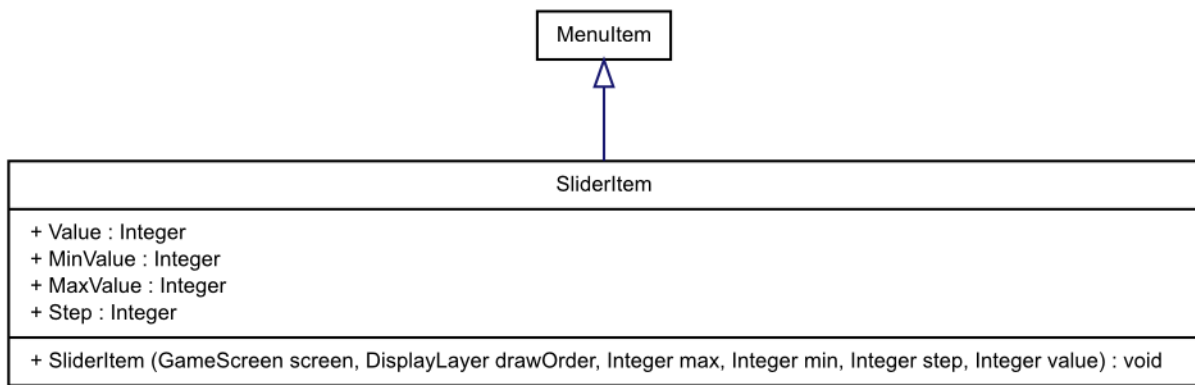 MenuItem
SliderItem
+ Value : Integer
+ MinValue : Integer
+ MaxValue : Integer
+ Step : Integer
+ SliderItem (GameScreen screen, DisplayLayer drawOrder, Integer max, Integer min, Integer step, Integer value) : void